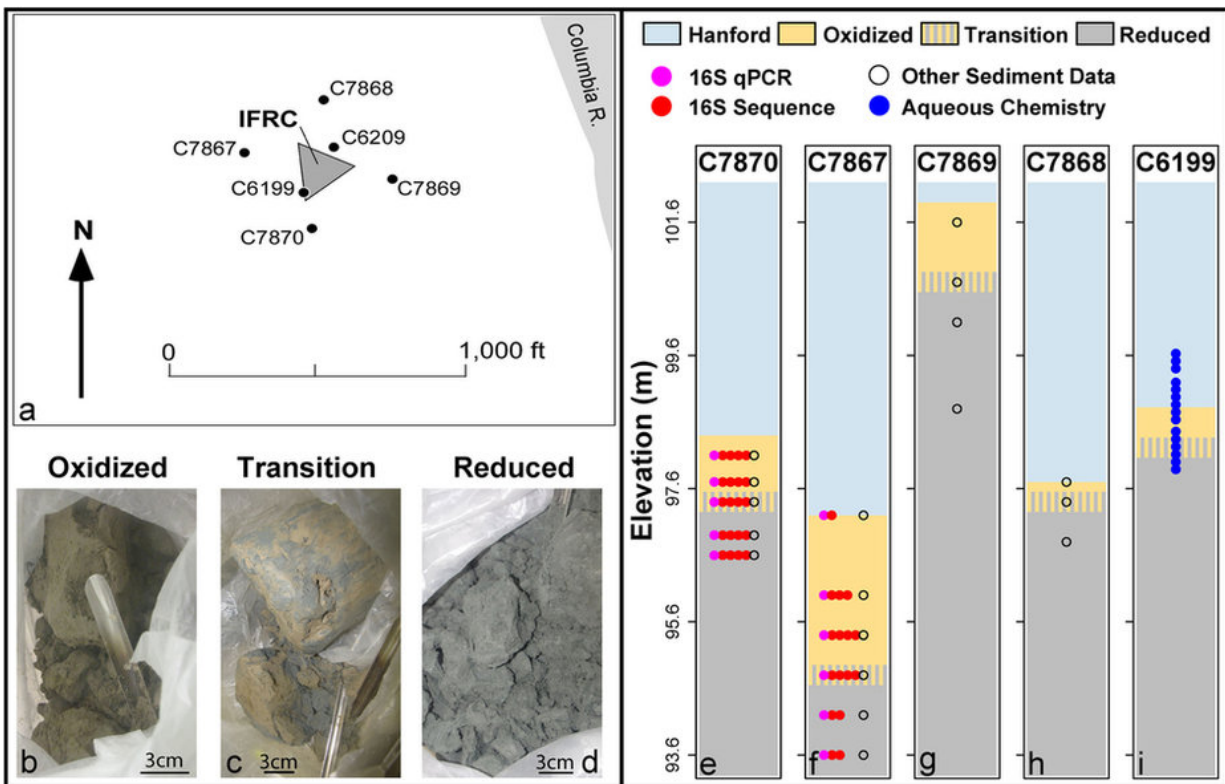 C7868
IFRC
C6209
C7867
C6199
C7869
C7870
Columbia R.
N
0
1,000 ft
a
Oxidized
Transition
Reduced
b
3cm
c
3cm
3cm
d
Hanford
Oxidized
Transition
Reduced
16S qPCR
Other Sediment Data
16S Sequence
Aqueous Chemistry
C7870
C7867
C7869
C7868
C6199
Elevation (m)
101.6
99.6
97.6
95.6
93.6
e
f
g
h
i